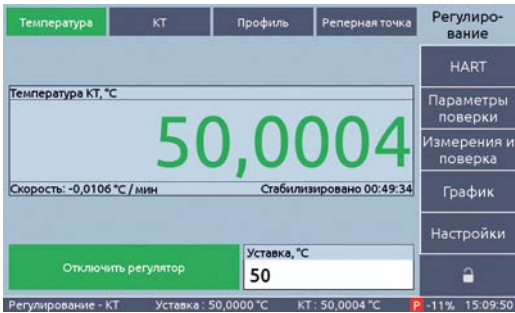 Температура
КТ
Профиль
Реперная точка
Регулиро-
вание
HART
Параметры
поверки
Измерения и
поверка
График
Настройки
Температура КТ, °С
50,0004
Скорость: -0,0106 °С / мин
Стабилизировано 00:49:34
Отключить регулятор
Уставка, °С
50
Регулирование - КТ
Уставка : 50,0000 °С
КТ : 50,0004 °С
Р -11% 15:09:50